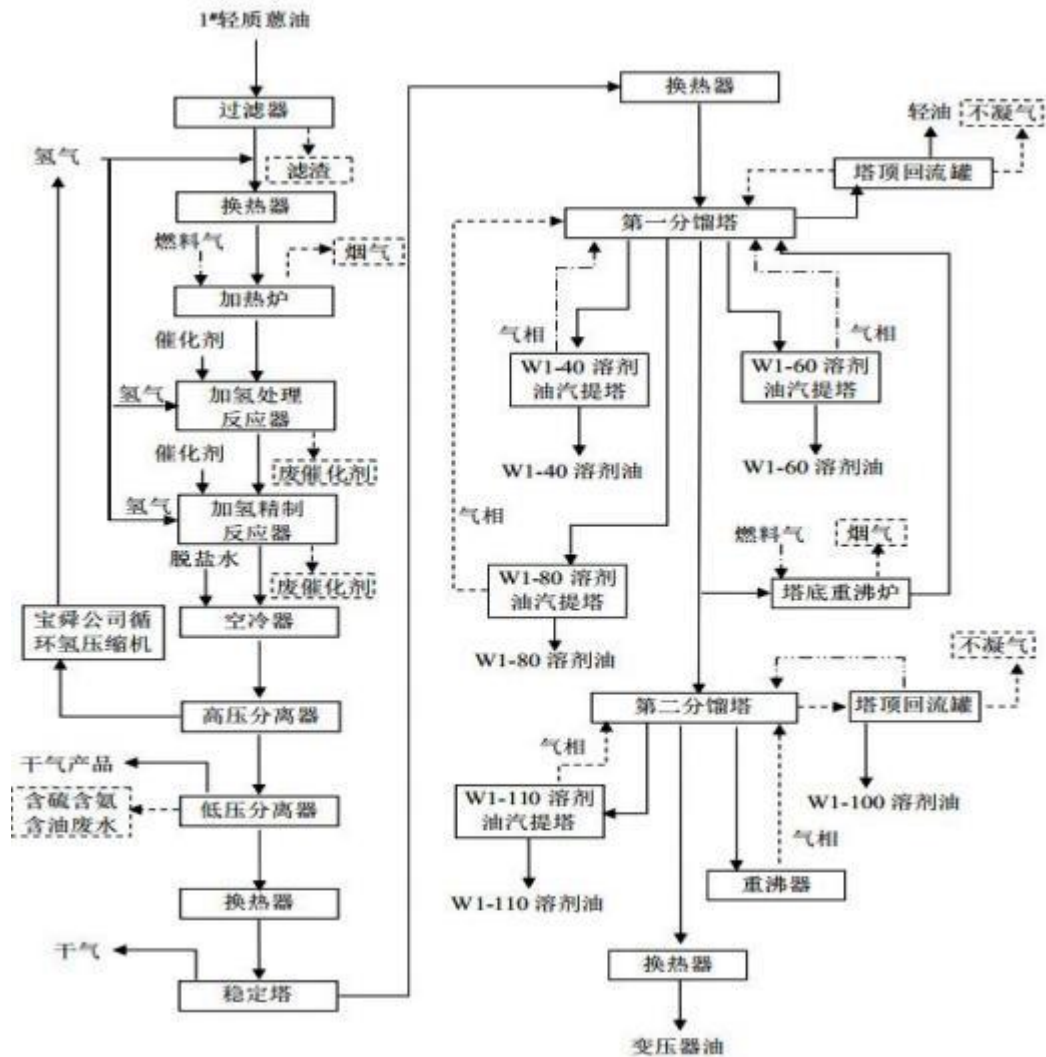 1#轻质蒽油
过滤器
氢气
滤渣
换热器
燃料气
烟气
加热炉
催化剂
氢气
加氢处理
反应器
催化剂
废催化剂
氢气
加氢精制
反应器
脱盐水
废催化剂
宝舜公司循
环氢压缩机
空冷器
高压分离器
干气产品
含硫含氨
含油废水
低压分离器
换热器
干气
稳定塔
换热器
轻油
不凝气
塔顶回流罐
第一分馏塔
气相
气相
W1-40 溶剂
油汽提塔
W1-60 溶剂
油汽提塔
W1-40 溶剂油
W1-60 溶剂油
气相
燃料气
烟气
W1-80 溶剂
油汽提塔
塔底重沸炉
W1-80 溶剂油
不凝气
第二分馏塔
塔顶回流罐
气相
W1-110 溶剂
油汽提塔
W1-100 溶剂油
气相
重沸器
W1-110 溶剂油
换热器
变压器油